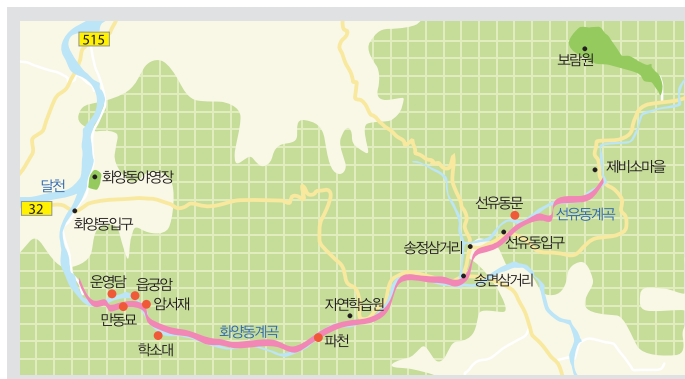 515
보람원
제비소마을
화양동야영장
달천
32
화양동입구
선유동문
선유동계곡
송정삼거리
선유동입구
송면삼거리
운영담
읍궁암
암서재
만동묘
자연학습원
화양동계곡
파천
학소대